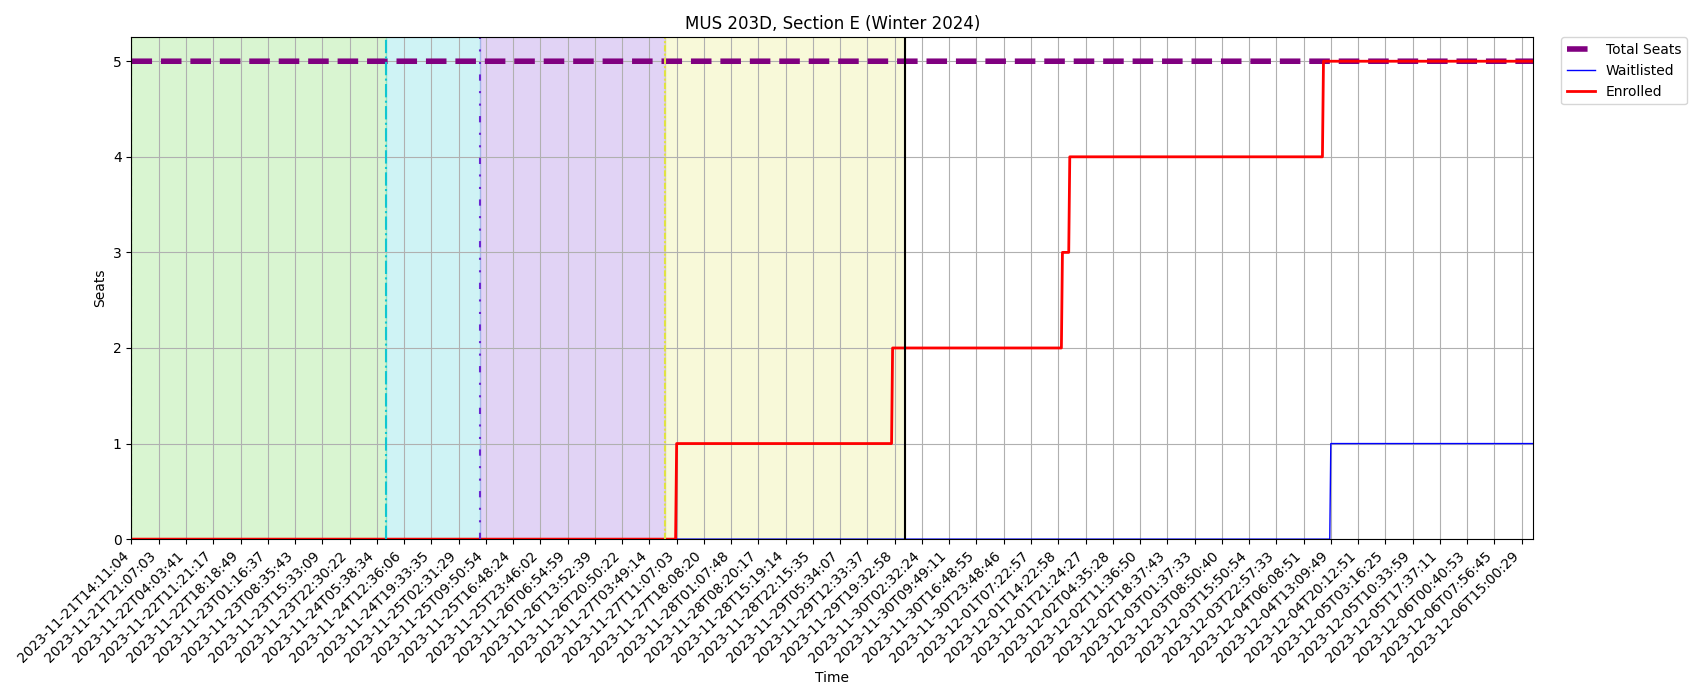 MUS 203D, Section E (Winter 2024)
Total Seats
Waitlisted
Enrolled
Seats
5
4
3
2
1
0
2023-11-21T14:11:04
2023-11-21T21:07:03
2023-11-22T04:03:41
2023-11-22T11:21:17
2023-11-22T18:18:49
2023-11-23T01:16:37
2023-11-23T08:35:43
2023-11-23T15:33:09
2023-11-23T22:30:22
2023-11-24T05:38:34
2023-11-24T12:36:06
2023-11-24T19:33:35
2023-11-25T02:31:29
2023-11-25T09:50:54
2023-11-25T16:48:24
2023-11-25T23:46:02
2023-11-26T06:54:59
2023-11-26T13:52:39
2023-11-26T20:50:22
2023-11-27T03:49:14
2023-11-27T11:07:03
2023-11-27T18:08:20
2023-11-28T01:07:48
2023-11-28T08:20:17
2023-11-28T15:19:14
2023-11-28T22:15:35
2023-11-29T05:34:07
2023-11-29T12:33:37
2023-11-29T19:32:58
2023-11-30T02:32:24
2023-11-30T09:49:11
2023-11-30T16:48:55
2023-11-30T23:48:46
2023-12-01T07:22:57
2023-12-01T14:22:58
2023-12-01T21:24:27
2023-12-02T04:35:28
2023-12-02T11:36:50
2023-12-02T18:37:43
2023-12-03T01:37:33
2023-12-03T08:50:40
2023-12-03T15:50:54
2023-12-03T22:57:33
2023-12-04T06:08:51
2023-12-04T13:09:49
2023-12-04T20:12:51
2023-12-05T03:16:25
2023-12-05T10:33:59
2023-12-05T17:37:11
2023-12-06T00:40:53
2023-12-06T07:56:45
2023-12-06T15:00:29
Time